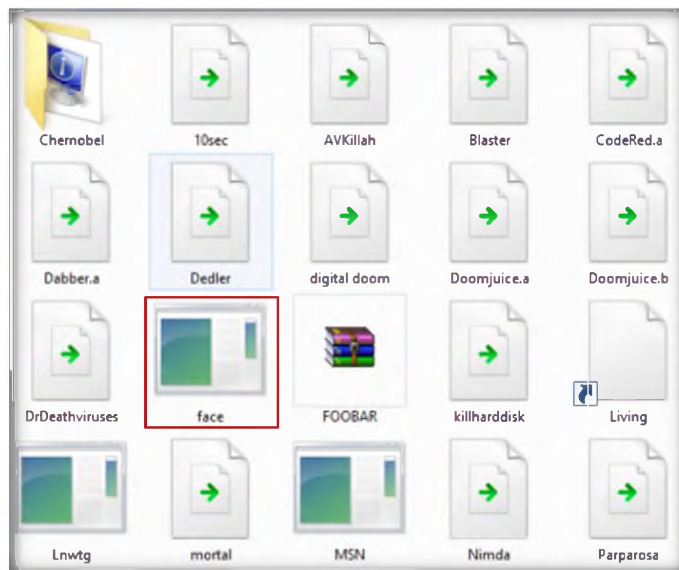 Chernobel 10sec AVKillah Blaster CodeRed.a
Dabber.a Dedler digital doom Doomjuice.a Doomjuice.b
DrDeathviruses face FOOBAR killharddisk Living
Lnwtg mortal MSN Nimda Parparosa